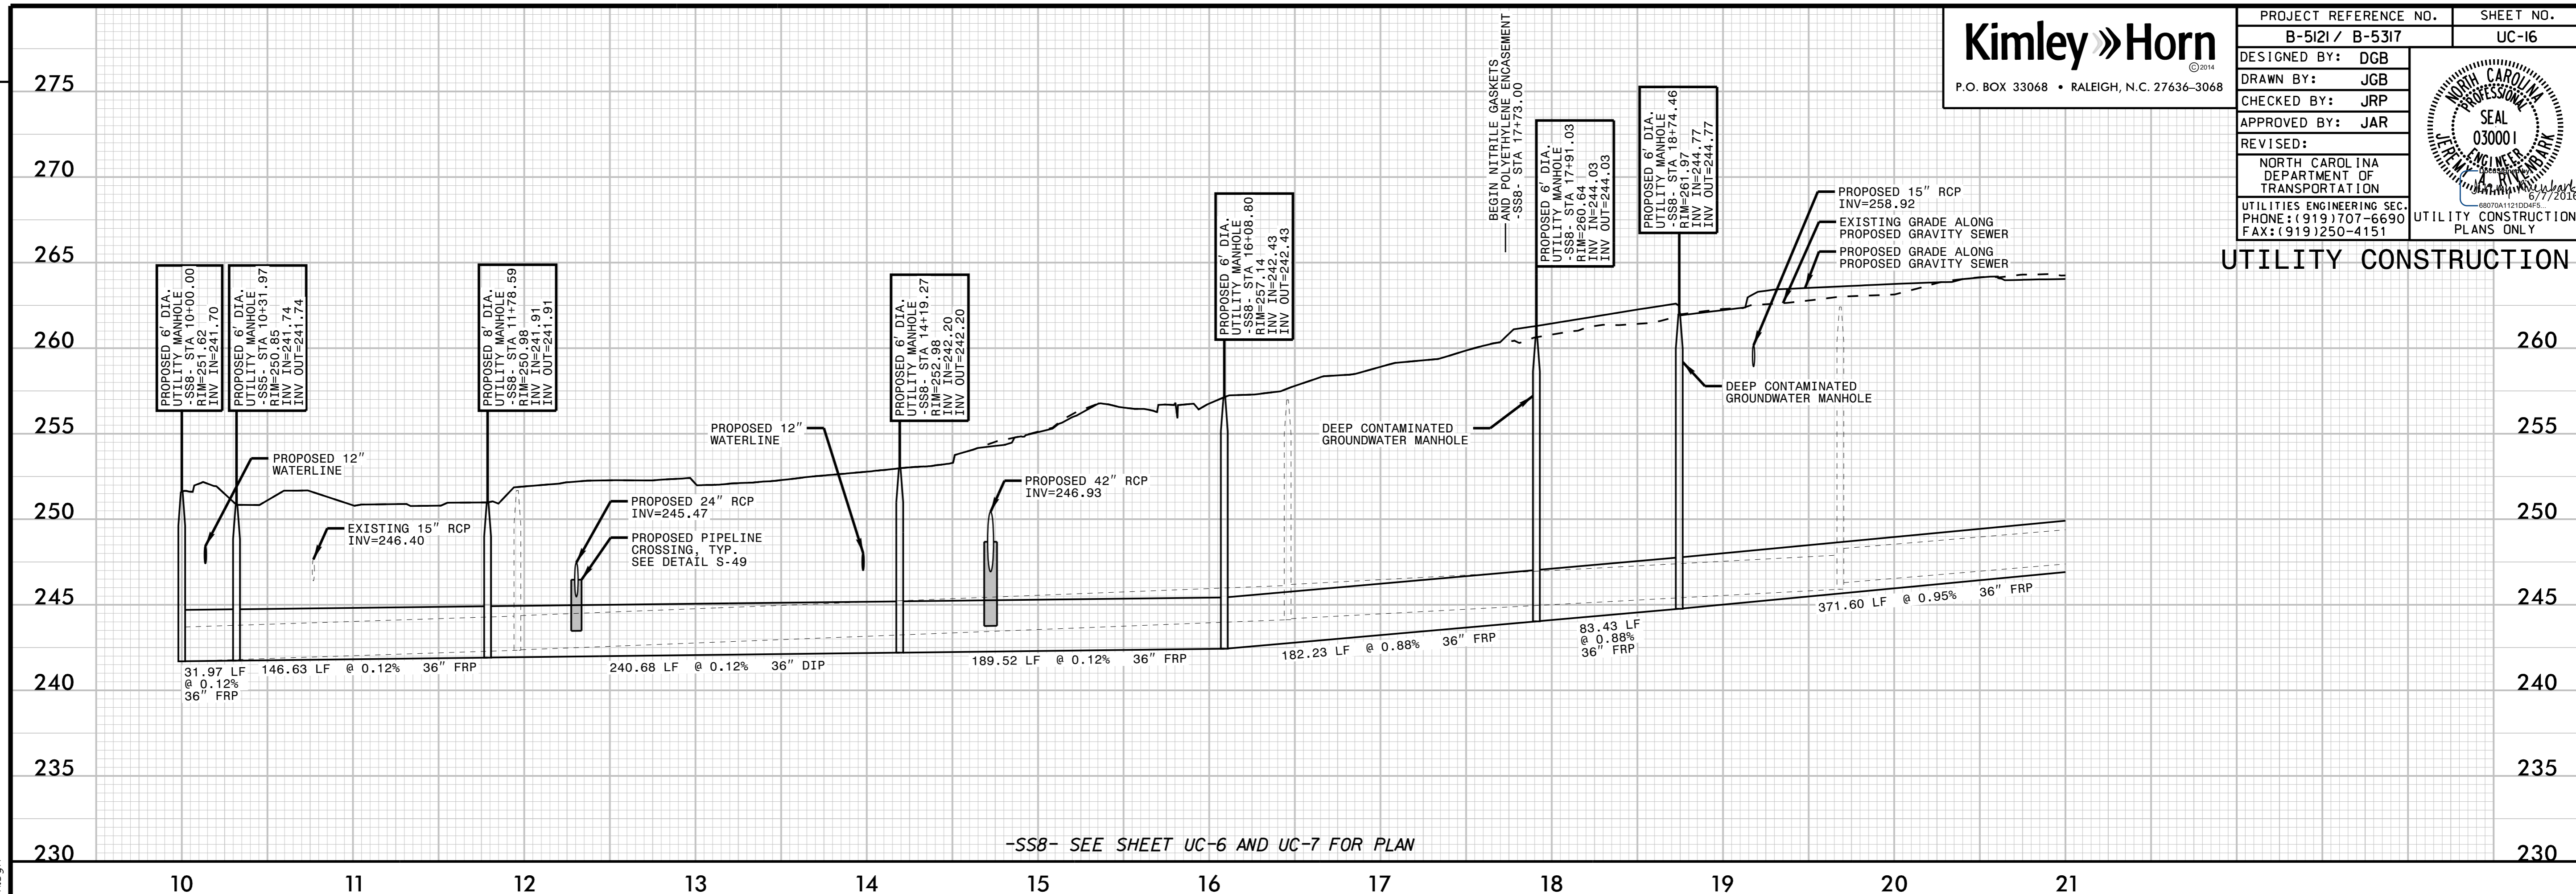 Kimley»Horn
©2014
P.O. BOX 33068 • RALEIGH, N.C. 27636–3068
PROJECT REFERENCE NO.
SHEET NO.
B-5121 / B-5317
UC-16
DESIGNED BY: DGB
DRAWN BY: JGB
CHECKED BY: JRP
APPROVED BY: JAR
REVISED:
NORTH CAROLINA
DEPARTMENT OF
TRANSPORTATION
UTILITIES ENGINEERING SEC.
PHONE:(919)707-6690
FAX:(919)250-4151
NORTH CAROLINA
PROFESSIONAL
SEAL
030001
ENGINEER
JEREMY A. RIVENBARK
6/7/2016
68070A1121DD4F5...
UTILITY CONSTRUCTION
PLANS ONLY
UTILITY CONSTRUCTION
275
270
265
260
255
250
245
240
235
230
260
255
250
245
240
235
230
PROPOSED 6' DIA.
UTILITY MANHOLE
-SS8- STA 10+00.00
RIM=251.62
INV IN=241.70
PROPOSED 6' DIA.
UTILITY MANHOLE
-SS5- STA 10+31.97
RIM=250.85
INV IN=241.74
INV OUT=241.74
PROPOSED 8' DIA.
UTILITY MANHOLE
-SS8- STA 11+78.59
RIM=250.98
INV IN=241.91
INV OUT=241.91
PROPOSED 6' DIA.
UTILITY MANHOLE
-SS8- STA 14+19.27
RIM=252.98
INV IN=242.20
INV OUT=242.20
PROPOSED 6' DIA.
UTILITY MANHOLE
-SS8- STA 16+08.80
RIM=257.14
INV IN=242.43
INV OUT=242.43
BEGIN NITRILE GASKETS
AND POLYETHYLENE ENCASEMENT
-SS8- STA 17+73.00
PROPOSED 6' DIA.
UTILITY MANHOLE
-SS8- STA 17+91.03
RIM=260.64
INV IN=244.03
INV OUT=244.03
PROPOSED 6' DIA.
UTILITY MANHOLE
-SS8- STA 18+74.46
RIM=261.97
INV IN=244.77
INV OUT=244.77
PROPOSED 15" RCP
INV=258.92
EXISTING GRADE ALONG
PROPOSED GRAVITY SEWER
PROPOSED GRADE ALONG
PROPOSED GRAVITY SEWER
DEEP CONTAMINATED
GROUNDWATER MANHOLE
DEEP CONTAMINATED
GROUNDWATER MANHOLE
PROPOSED 12"
WATERLINE
PROPOSED 12"
WATERLINE
EXISTING 15" RCP
INV=246.40
PROPOSED 24" RCP
INV=245.47
PROPOSED PIPELINE
CROSSING, TYP.
SEE DETAIL S-49
PROPOSED 42" RCP
INV=246.93
31.97 LF
@ 0.12%
36" FRP
146.63 LF @ 0.12% 36" FRP
240.68 LF @ 0.12% 36" DIP
189.52 LF @ 0.12% 36" FRP
182.23 LF @ 0.88% 36" FRP
83.43 LF
@ 0.88%
36" FRP
371.60 LF @ 0.95% 36" FRP
-SS8- SEE SHEET UC-6 AND UC-7 FOR PLAN
10 11 12 13 14 15 16 17 18 19 20 21